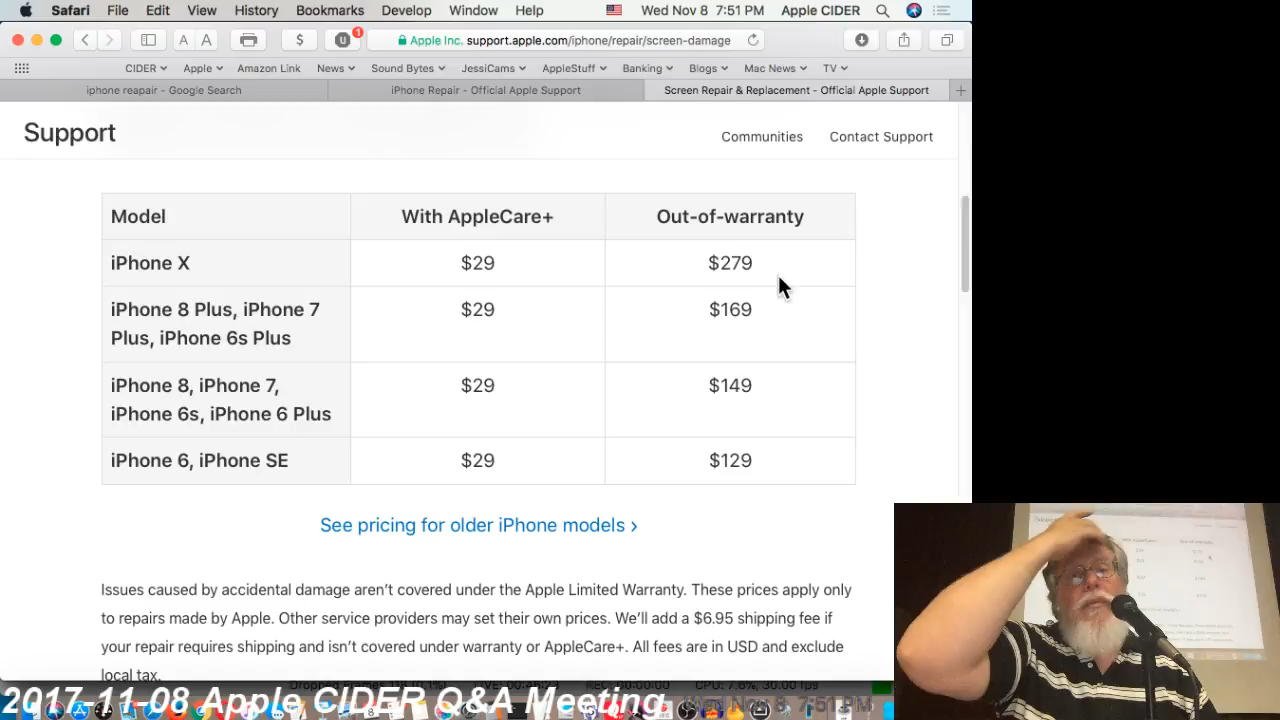 Safari File Edit View History Bookmarks Develop Window Help Wed Nov 8 7:51 PM Apple CIDER
A A $ 1 Apple Inc. support.apple.com/iphone/repair/screen-damage
CIDER Apple Amazon Link News Sound Bytes JessiCams AppleStuff Banking Blogs Mac News TV
iphone reapair - Google Search iPhone Repair - Official Apple Support Screen Repair & Replacement - Official Apple Support +
Support Communities Contact Support
Model With AppleCare+ Out-of-warranty
iPhone X $29 $279
iPhone 8 Plus, iPhone 7 $29 $169
Plus, iPhone 6s Plus
iPhone 8, iPhone 7, $29 $149
iPhone 6s, iPhone 6 Plus
iPhone 6, iPhone SE $29 $129
See pricing for older iPhone models ›
Issues caused by accidental damage aren’t covered under the Apple Limited Warranty. These prices apply only
to repairs made by Apple. Other service providers may set their own prices. We’ll add a $6.95 shipping fee if
your repair requires shipping and isn’t covered under warranty or AppleCare+. All fees are in USD and exclude
local tax.
2017-11-08 Apple CIDER Q&A Meeting. Wed Nov 8 7:51 PM